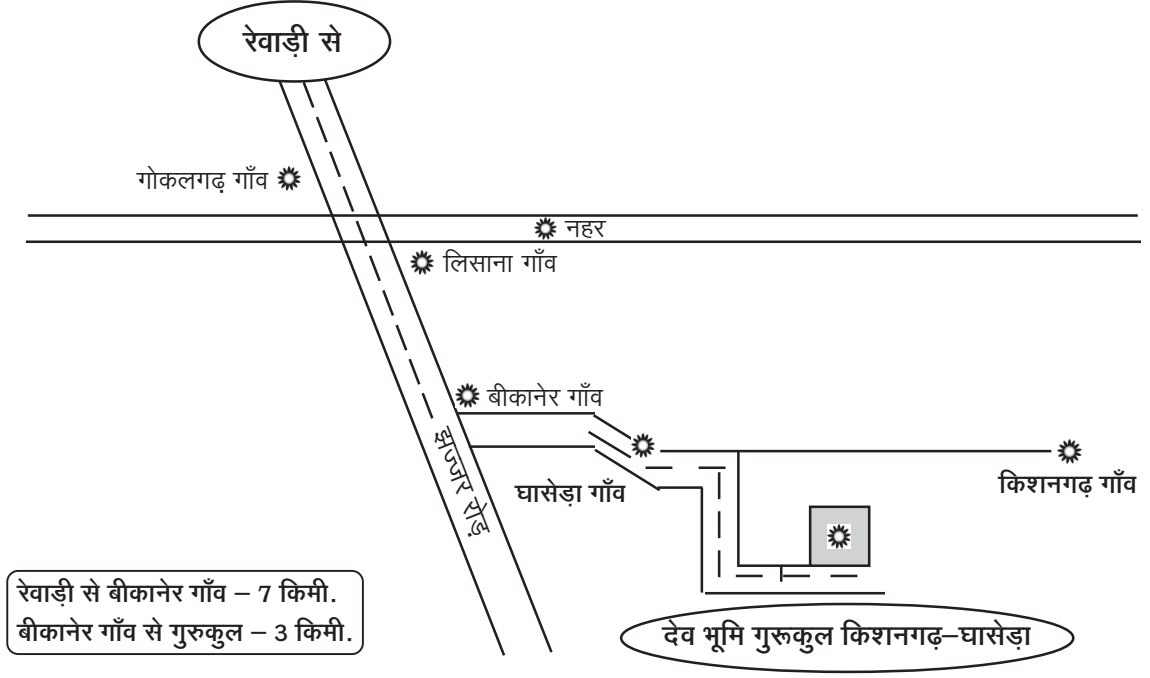 रेवाड़ी से
गोकलगढ़ गाँव
नहर
लिसाना गाँव
बीकानेर गाँव
झज्जर रोड़
घासेड़ा गाँव
किशनगढ़ गाँव
रेवाड़ी से बीकानेर गाँव – 7 किमी.
बीकानेर गाँव से गुरुकुल – 3 किमी.
देव भूमि गुरूकुल किशनगढ़–घासेड़ा